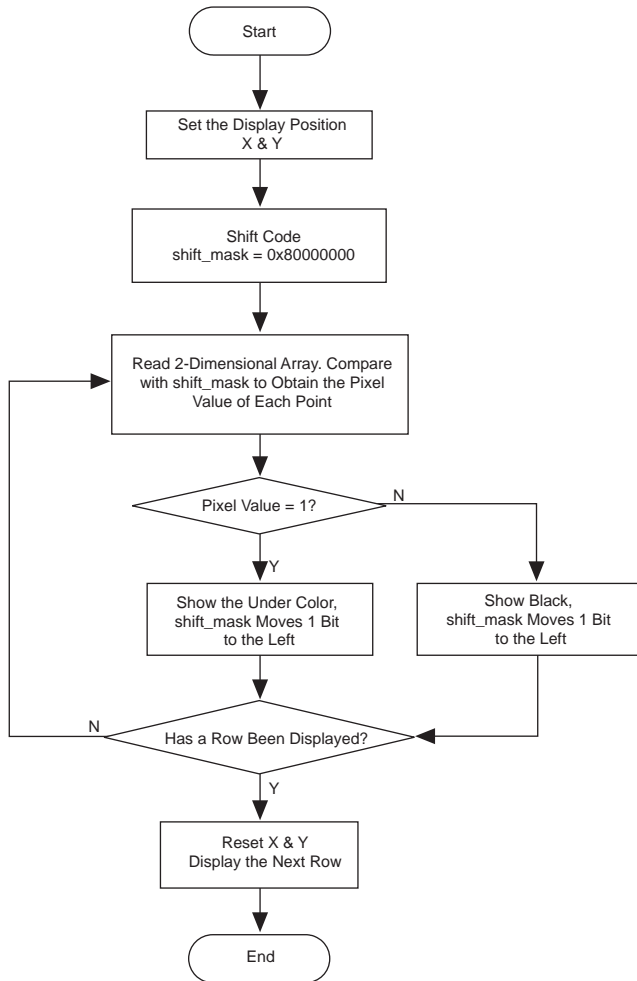 Start
Set the Display Position
X & Y
Shift Code
shift_mask = 0x80000000
Read 2-Dimensional Array. Compare
with shift_mask to Obtain the Pixel
Value of Each Point
Pixel Value = 1?
N
Y
Show the Under Color,
shift_mask Moves 1 Bit
to the Left
Show Black,
shift_mask Moves 1 Bit
to the Left
N
Has a Row Been Displayed?
Y
Reset X & Y
Display the Next Row
End